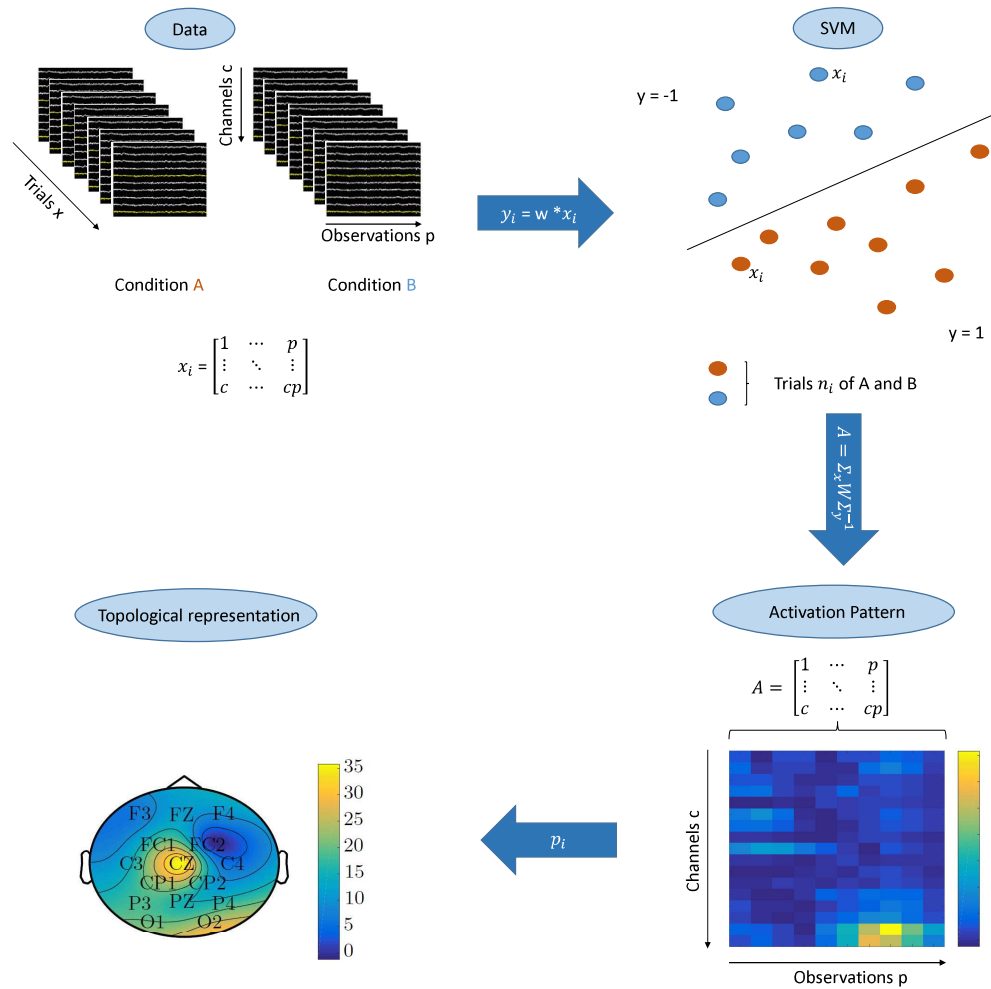 Data
SVM
Channels c
Trials x
Observations p
Condition A
Condition B
x_i = [1 ⋯ p
⋮ ⋱ ⋮
c ⋯ cp]
y_i = w *x_i
x_i
y = -1
x_i
y = 1
Trials n_i of A and B
A = Σ_x W Σ_y^-1
Topological representation
Activation Pattern
A = [1 ⋯ p
⋮ ⋱ ⋮
c ⋯ cp]
Channels c
Observations p
p_i
F3 FZ F4
FC1 FC2
C3 CZ C4
CP1 CP2
P3 PZ P4
O1 O2
35
30
25
20
15
10
5
0